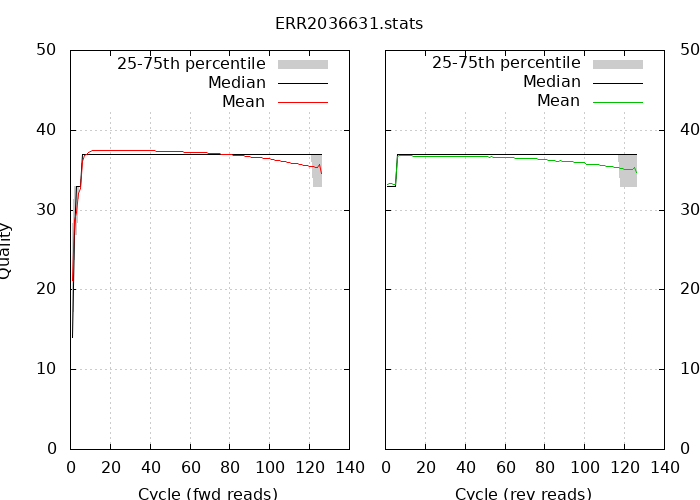 ERR2036631.stats
50
40
30
20
10
0
Quality
25-75th percentile
Median
Mean
0 20 40 60 80 100 120 140
Cycle (fwd reads)
25-75th percentile
Median
Mean
0 20 40 60 80 100 120 140
Cycle (rev reads)
50
40
30
20
10
0